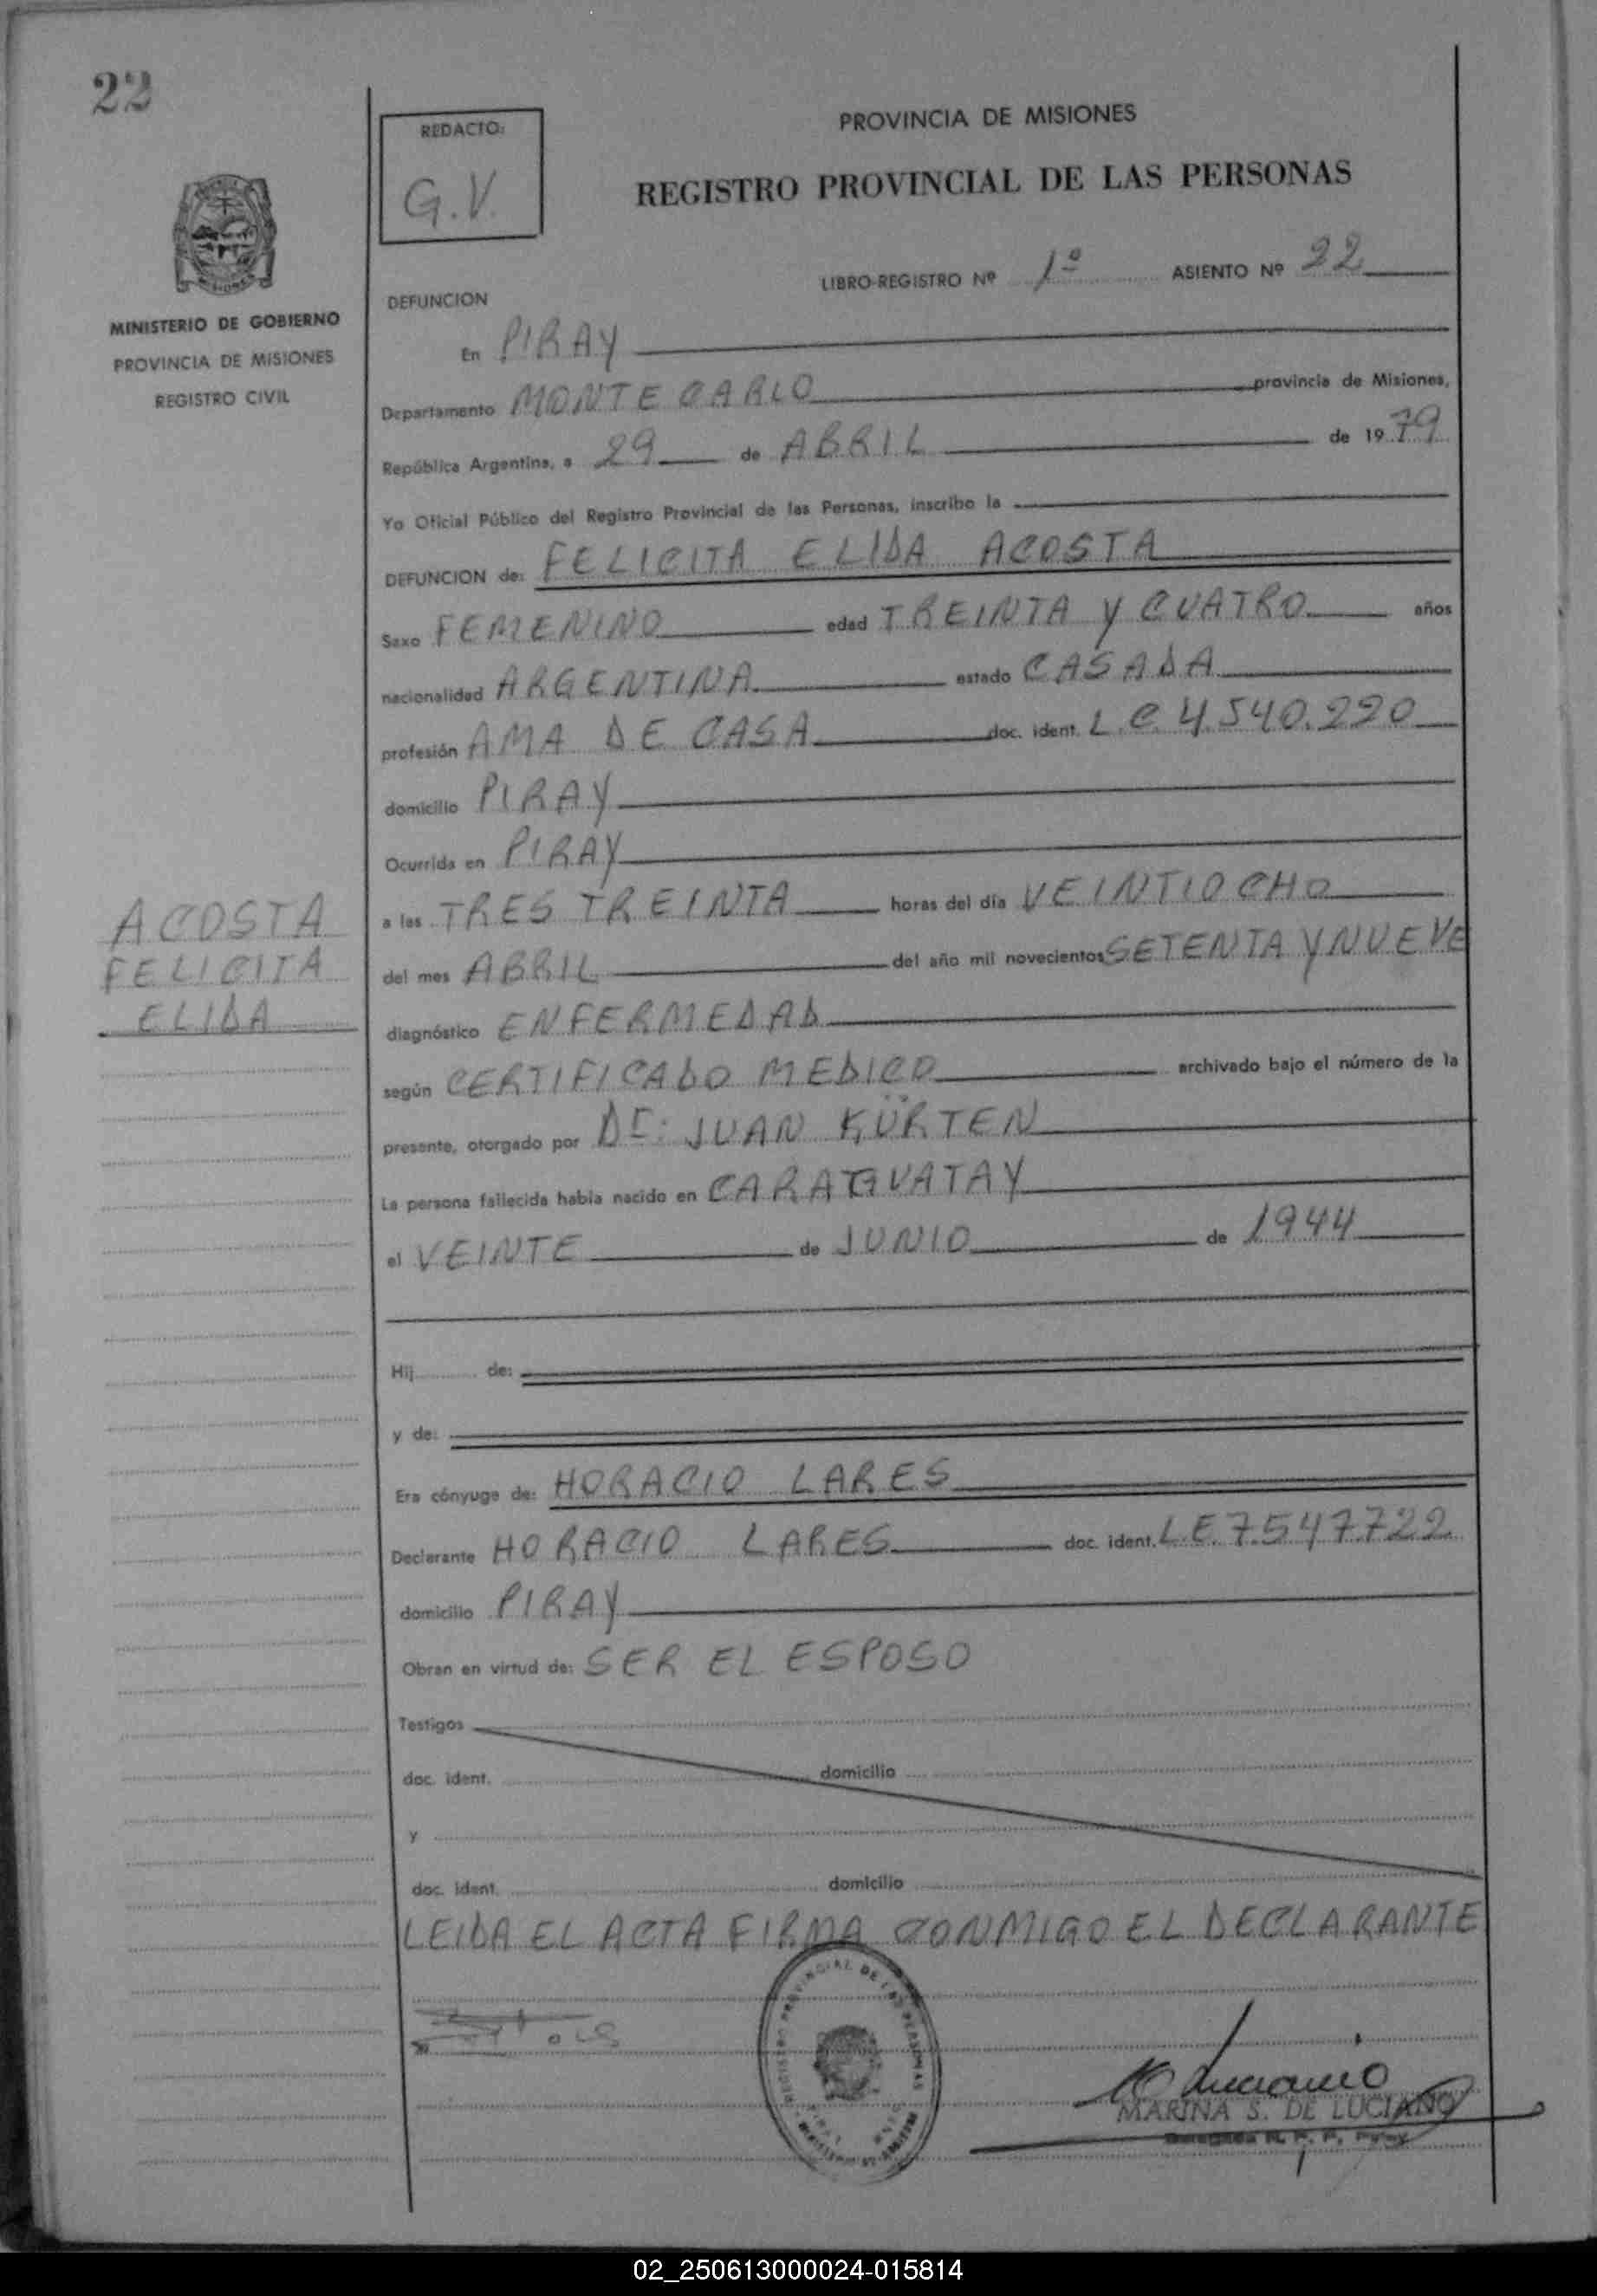 22
REDACTO:
G.V.
PROVINCIA DE MISIONES
REGISTRO PROVINCIAL DE LAS PERSONAS
LIBRO-REGISTRO Nº 1º ASIENTO Nº 22
MINISTERIO DE GOBIERNO
PROVINCIA DE MISIONES
REGISTRO CIVIL
DEFUNCION
En PIRAY
Departamento MONTE CARLO provincia de Misiones,
República Argentina, a 29 de ABRIL de 1979
Yo Oficial Público del Registro Provincial de las Personas, inscribo la
DEFUNCION de: FELICITA ELIDA ACOSTA
Sexo FEMENINO edad TREINTA Y CUATRO años
nacionalidad ARGENTINA estado CASADA
profesión AMA DE CASA doc. ident. L.C. 4.540.220
domicilio PIRAY
Ocurrida en PIRAY
a las TRES TREINTA horas del día VEINTIOCHO
del mes ABRIL del año mil novecientos SETENTA Y NUEVE
diagnóstico ENFERMEDAD
según CERTIFICADO MEDICO archivado bajo el número de la
presente, otorgado por Dr: JUAN KÜRTEN
La persona fallecida había nacido en CARAGUATAY
el VEINTE de JUNIO de 1944
ACOSTA
FELICITA
ELIDA
Hij de:
y de:
Era cónyuge de: HORACIO LARES
Declarante HORACIO LARES doc. ident. L.E. 7.547.722
domicilio PIRAY
Obran en virtud de: SER EL ESPOSO
Testigos
doc. ident. domicilio
y
doc. ident. domicilio
LEIDA EL ACTA FIRMA CONMIGO EL DECLARANTE
REGISTRO PROVINCIAL DE LAS PERSONAS
MARINA S. DE LUCIANO
02_250613000024-015814